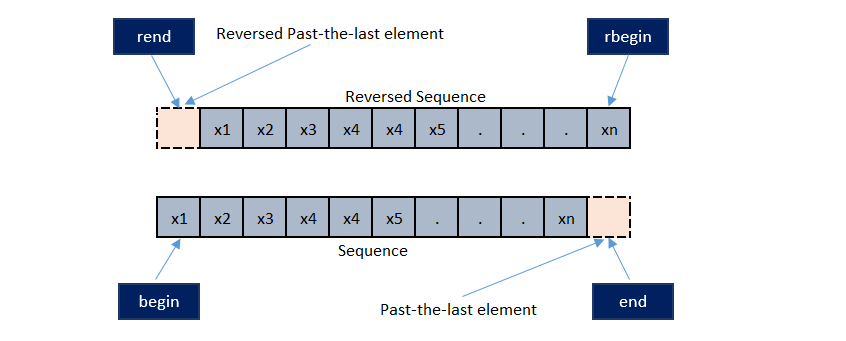 rend
Reversed Past-the-last element
rbegin
Reversed Sequence
x1 x2 x3 x4 x4 x5 . . . xn
x1 x2 x3 x4 x4 x5 . . . xn
Sequence
begin
Past-the-last element
end